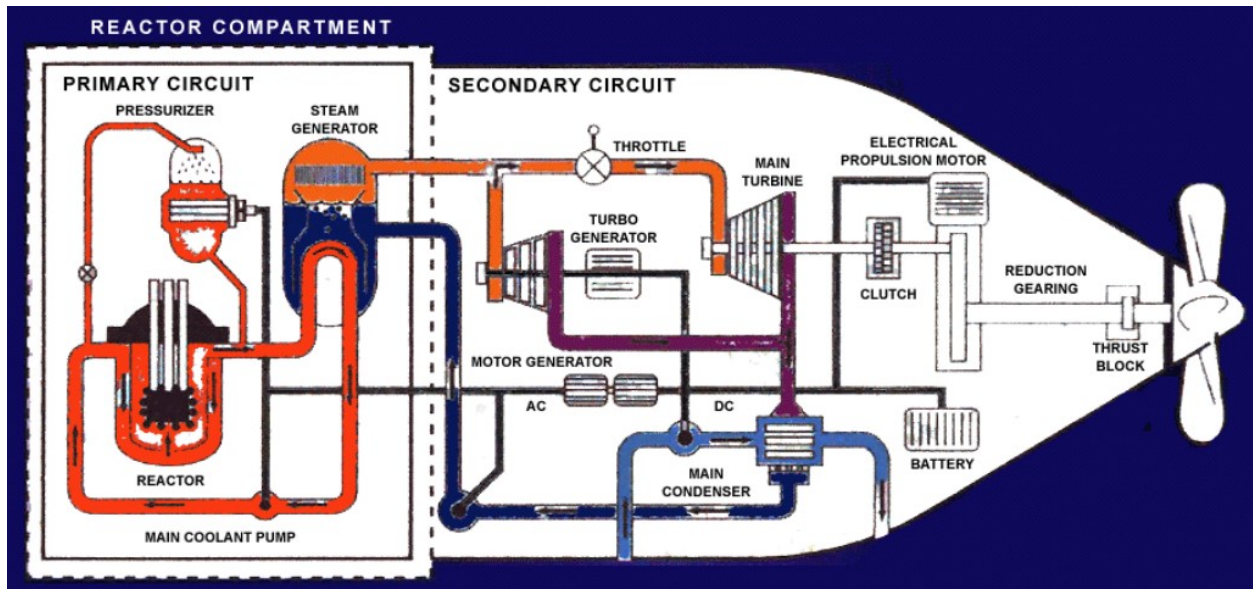 REACTOR COMPARTMENT
PRIMARY CIRCUIT
PRESSURIZER
STEAM
GENERATOR
REACTOR
MAIN COOLANT PUMP
SECONDARY CIRCUIT
THROTTLE
MAIN
TURBINE
ELECTRICAL
PROPULSION MOTOR
TURBO
GENERATOR
CLUTCH
REDUCTION
GEARING
THRUST
BLOCK
MOTOR GENERATOR
AC
DC
BATTERY
MAIN
CONDENSER